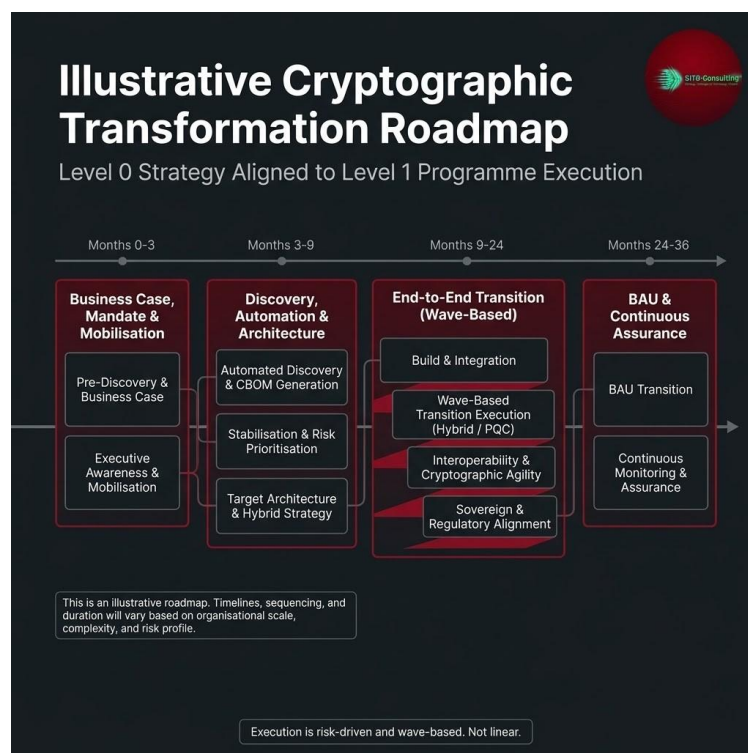 Illustrative Cryptographic
Transformation Roadmap
Level 0 Strategy Aligned to Level 1 Programme Execution
Months 0-3
Months 3-9
Months 9-24
Months 24-36
Business Case,
Mandate &
Mobilisation
Pre-Discovery &
Business Case
Executive
Awareness &
Mobilisation
Discovery,
Automation &
Architecture
Automated Discovery
& CBOM Generation
Stabilisation & Risk
Prioritisation
Target Architecture
& Hybrid Strategy
End-to-End Transition
(Wave-Based)
Build & Integration
Wave-Based
Transition Execution
(Hybrid / PQC)
Interoperability &
Cryptographic Agility
Sovereign &
Regulatory Alignment
BAU &
Continuous
Assurance
BAU Transition
Continuous
Monitoring &
Assurance
This is an illustrative roadmap. Timelines, sequencing, and
duration will vary based on organisational scale,
complexity, and risk profile.
Execution is risk-driven and wave-based. Not linear.